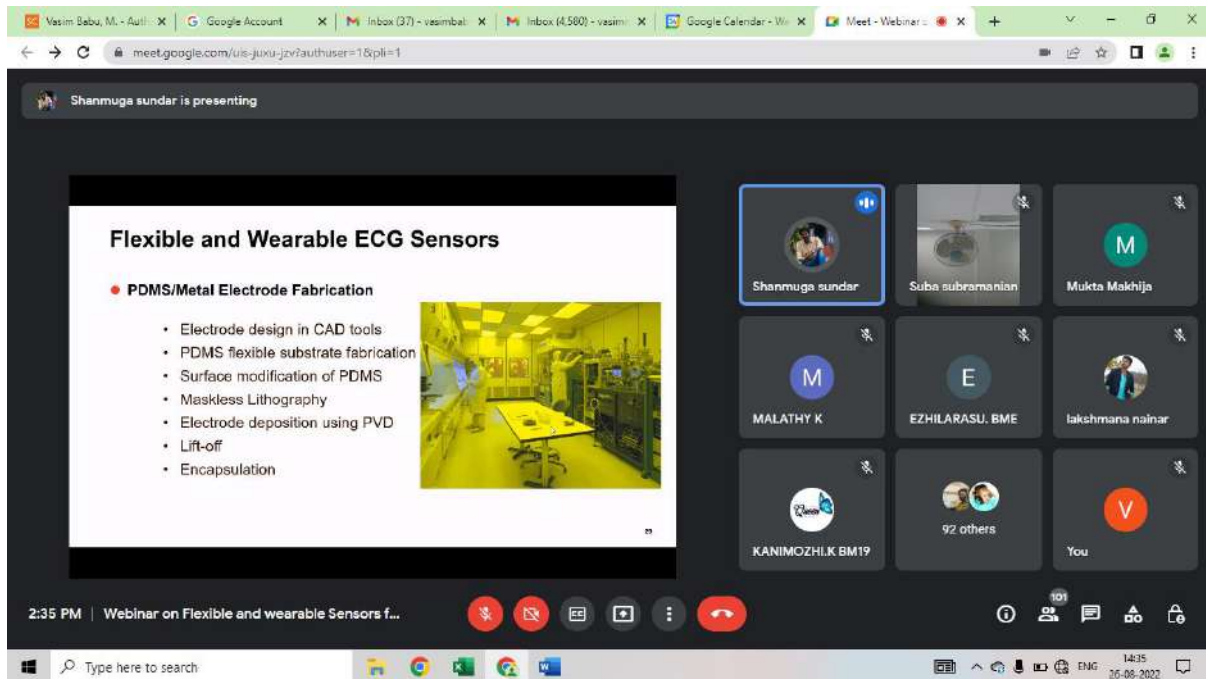 Vasim Babu, M. - Auth
Google Account
Inbox (37) - vasimbab
Inbox (4,580) - vasim
Google Calendar - We
Meet - Webinar
meet.google.com/uis-juxu-jzv?authuser=1&pli=1
Shanmuga sundar is presenting
Flexible and Wearable ECG Sensors
PDMS/Metal Electrode Fabrication
• Electrode design in CAD tools
• PDMS flexible substrate fabrication
• Surface modification of PDMS
• Maskless Lithography
• Electrode deposition using PVD
• Lift-off
• Encapsulation
Shanmuga sundar
Suba subramanian
M
Mukta Makhija
M
MALATHY K
E
EZHILARASU. BME
lakshmana nainar
Queen
KANIMOZHI.K BM19
92 others
V
You
2:35 PM | Webinar on Flexible and wearable Sensors f...
101
Type here to search
ENG
14:35
26-08-2022